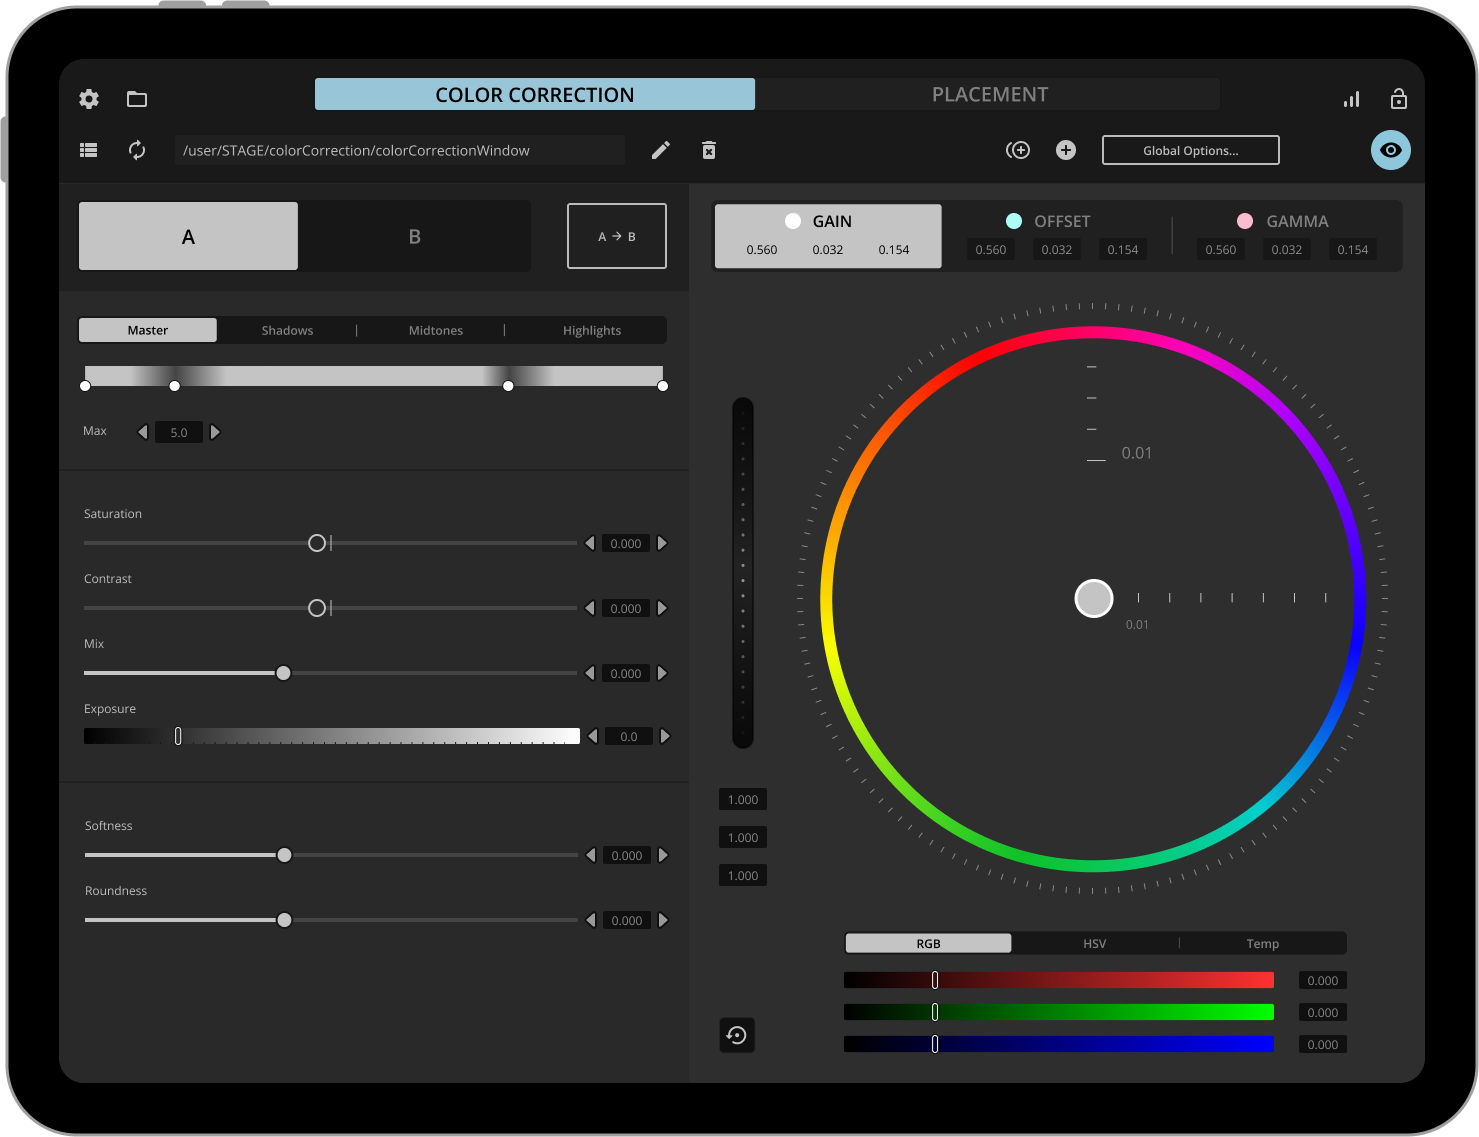 COLOR CORRECTION PLACEMENT
/user/STAGE/colorCorrection/colorCorrectionWindow Global Options...
A B A → B
Master Shadows | Midtones | Highlights
Max 5.0
Saturation
0.000
Contrast
0.000
Mix
0.000
Exposure
0.0
Softness
0.000
Roundness
0.000
GAIN OFFSET GAMMA
0.560 0.032 0.154 0.560 0.032 0.154 0.560 0.032 0.154
0.01
0.01
1.000
1.000
1.000
RGB HSV | Temp
0.000
0.000
0.000